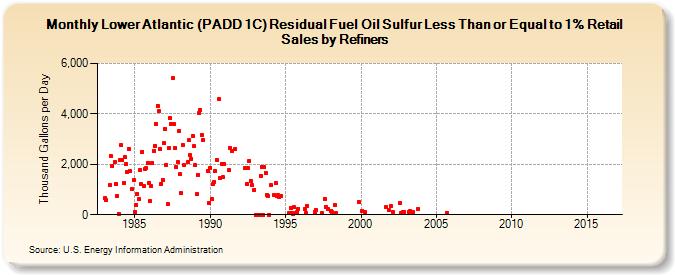 Monthly Lower Atlantic (PADD 1C) Residual Fuel Oil Sulfur Less Than or Equal to 1% Retail
Sales by Refiners
Thousand Gallons per Day
6,000
4,000
2,000
0
1985
1990
1995
2000
2005
2010
2015
Source: U.S. Energy Information Administration